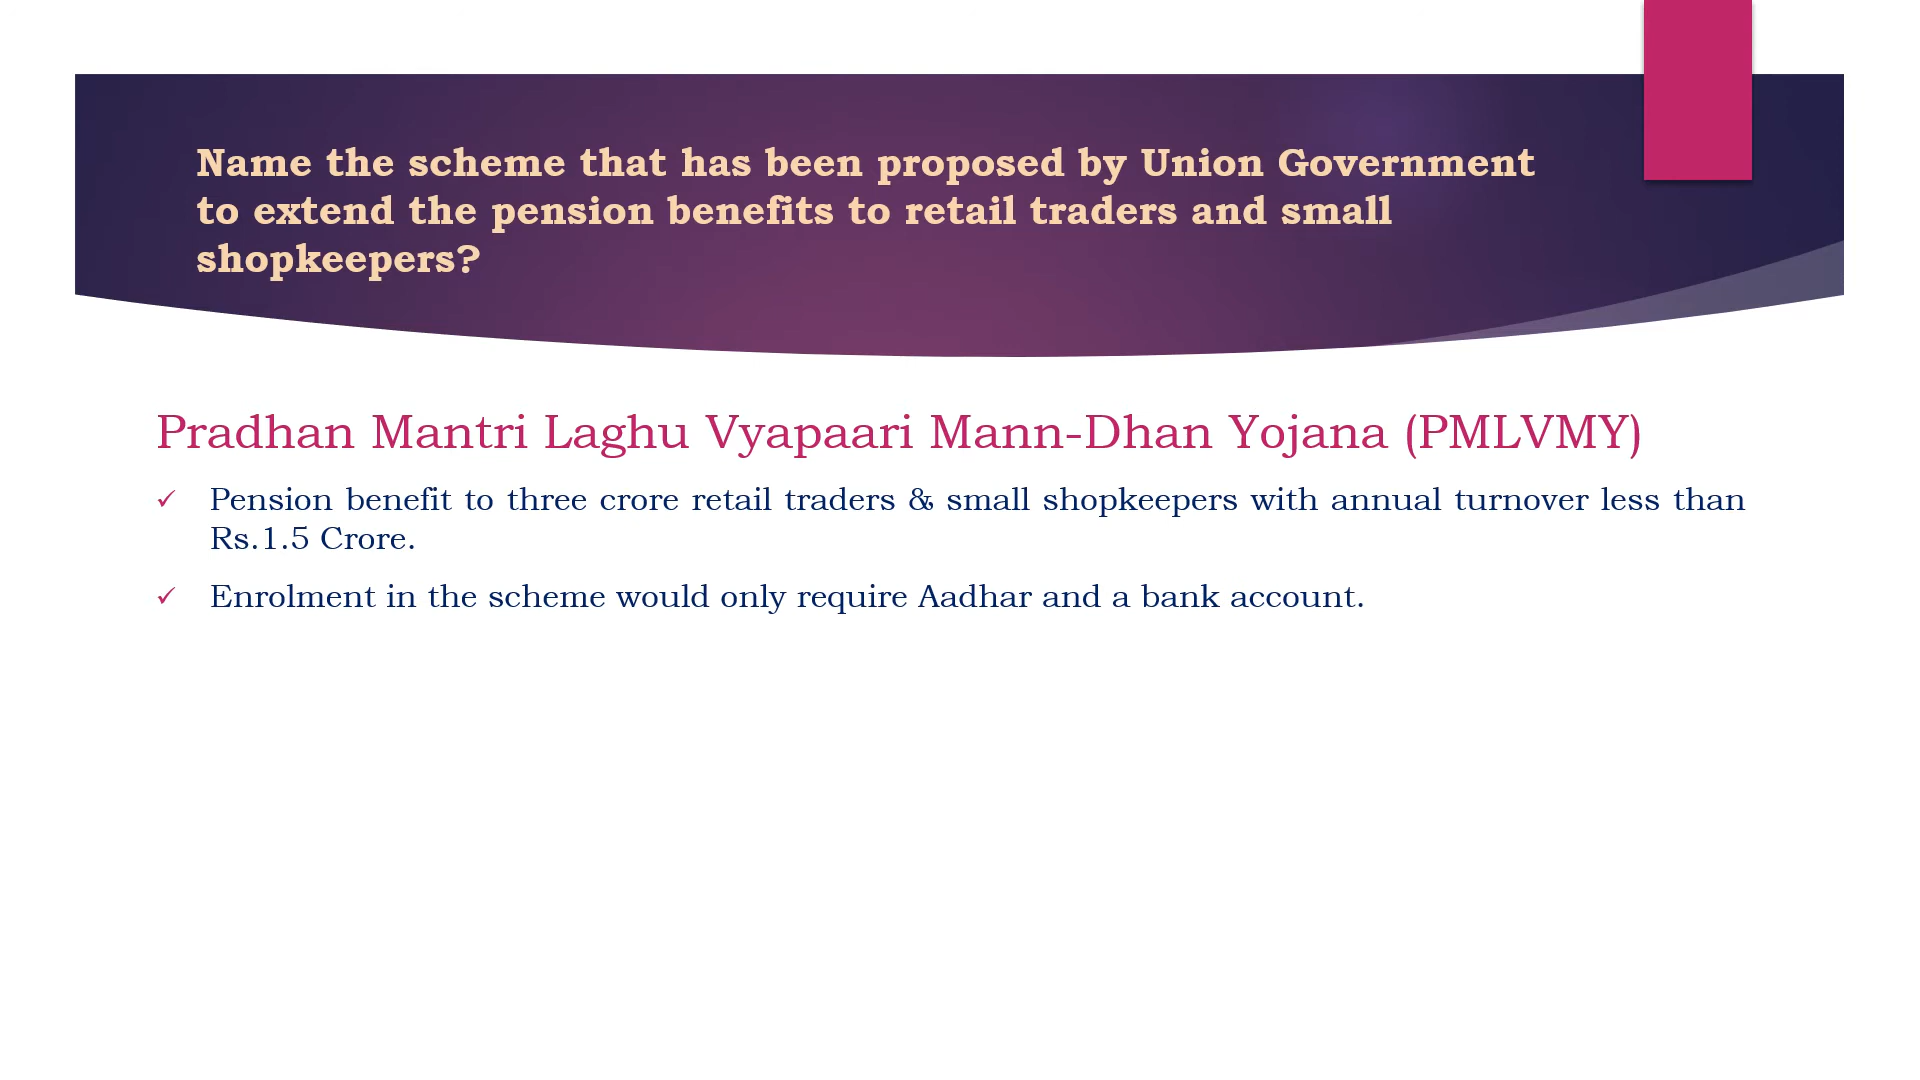 Name the scheme that has been proposed by Union Government
to extend the pension benefits to retail traders and small
shopkeepers?
Pradhan Mantri Laghu Vyapaari Mann-Dhan Yojana (PMLVMY)
✓ Pension benefit to three crore retail traders & small shopkeepers with annual turnover less than
Rs.1.5 Crore.
✓ Enrolment in the scheme would only require Aadhar and a bank account.